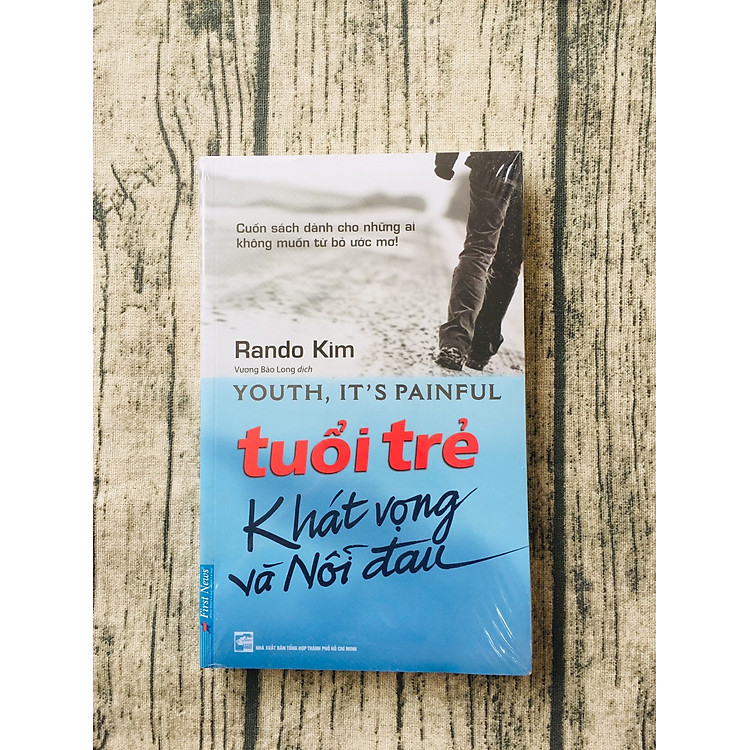 Cuốn sách dành cho những ai
không muốn từ bỏ ước mơ!
Rando Kim
Vương Bảo Long dịch
YOUTH, IT'S PAINFUL
tuổi trẻ
Khát vọng
và Nỗi đau
First News
NHÀ XUẤT BẢN TỔNG HỢP THÀNH PHỐ HỒ CHÍ MINH